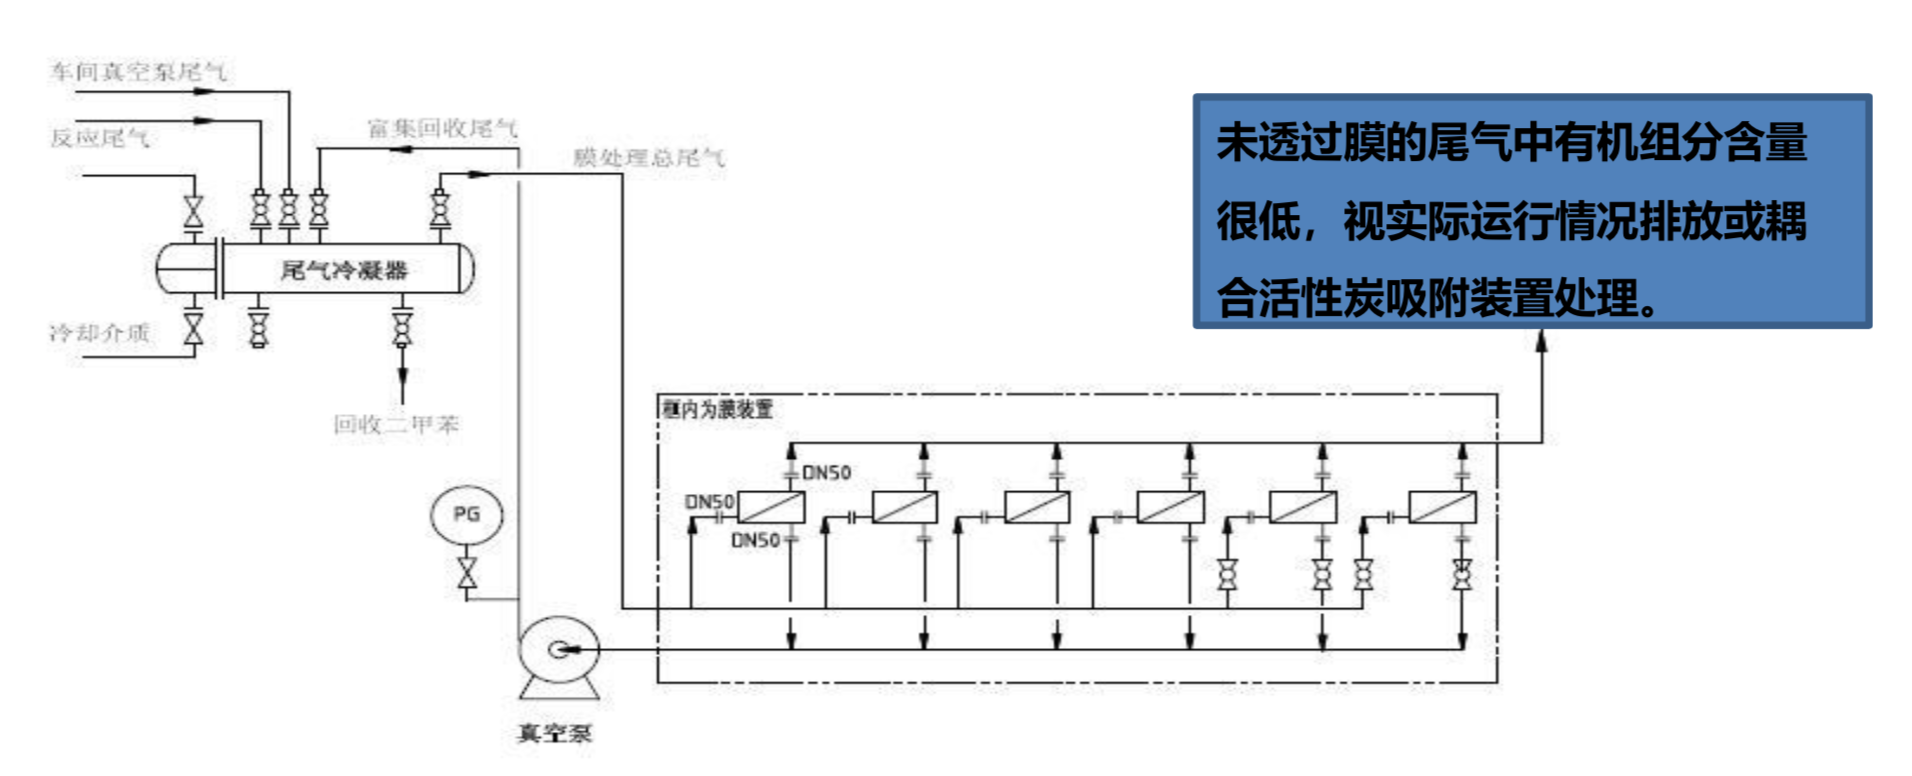 车间真空泵尾气
反应尾气
富集回收尾气
膜处理总尾气
未透过膜的尾气中有机组分含量
很低，视实际运行情况排放或耦
合活性炭吸附装置处理。
尾气冷凝器
冷却介质
回收二甲苯
框内为膜装置
DN50
DN50
PG
DN50
真空泵